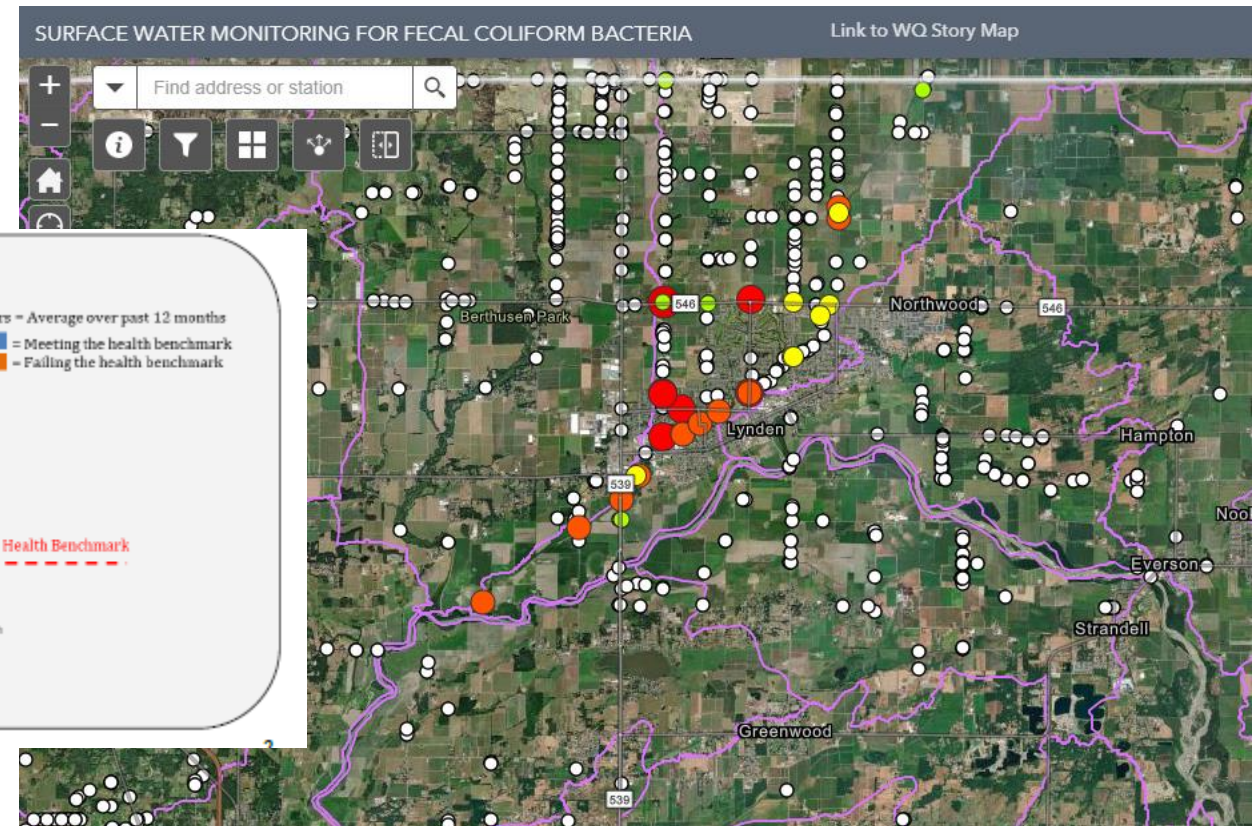 SURFACE WATER MONITORING FOR FECAL COLIFORM BACTERIA
Link to WQ Story Map
Find address or station
= Average over past 12 months
= Meeting the health benchmark
= Failing the health benchmark
Health Benchmark
546
Northwood
546
Berthusen Park
Lynden
Hampton
539
Everson
Strandell
Greenwood
539